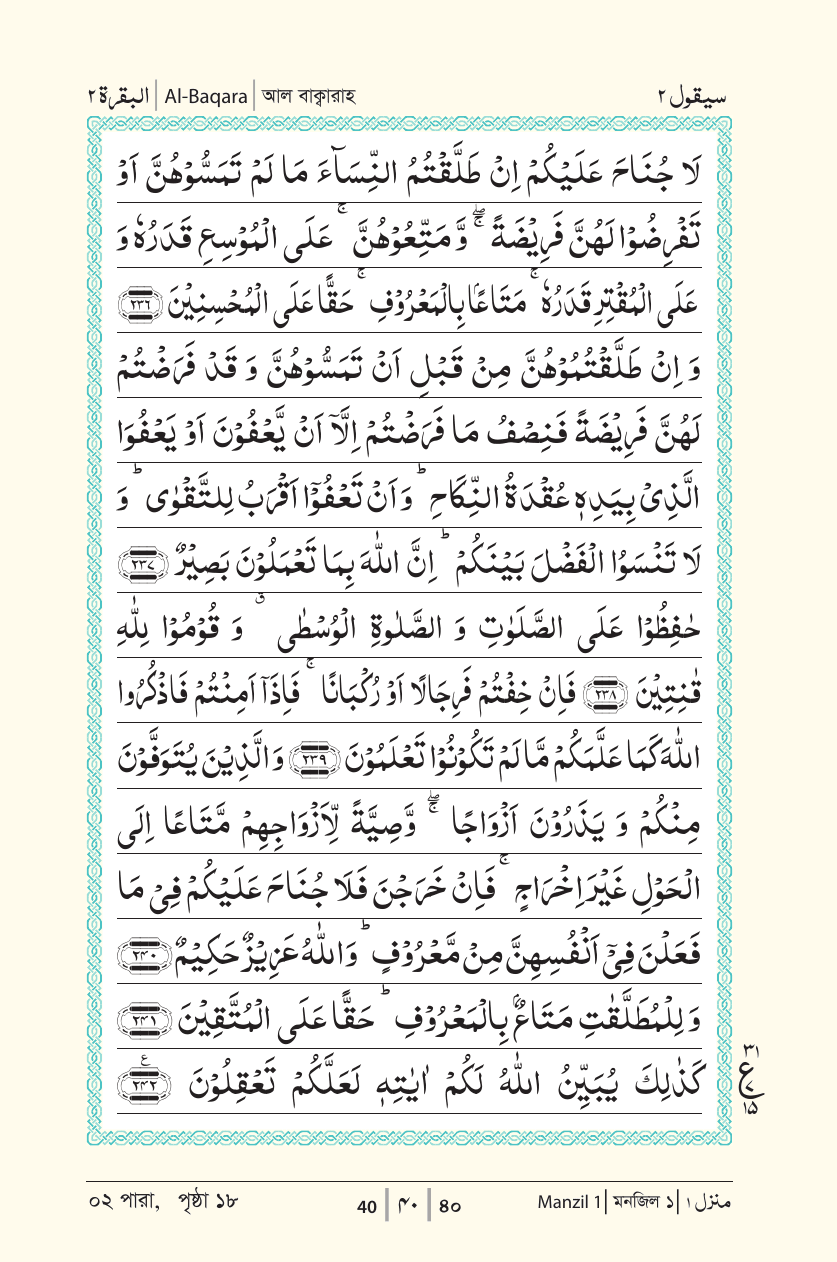 البقرة ٢ | Al-Baqara | আল বাক্বারাহ سيقول ٢
لَا جُنَاحَ عَلَيْكُمْ اِنْ طَلَّقْتُمُ النِّسَآءَ مَا لَمْ تَمَسُّوْهُنَّ اَوْ
تَفْرِضُوْا لَهُنَّ فَرِيْضَةً ۖۚ وَّ مَتِّعُوْهُنَّ ۚ عَلَى الْمُوْسِعِ قَدَرُهٗ وَ
عَلَى الْمُقْتِرِ قَدَرُهٗ ۚ مَتَاعًۢا بِالْمَعْرُوْفِ ۚ حَقًّا عَلَى الْمُحْسِنِيْنَ ﴿٢٣٦﴾
وَ اِنْ طَلَّقْتُمُوْهُنَّ مِنْ قَبْلِ اَنْ تَمَسُّوْهُنَّ وَ قَدْ فَرَضْتُمْ
لَهُنَّ فَرِيْضَةً فَنِصْفُ مَا فَرَضْتُمْ اِلَّاۤ اَنْ يَّعْفُوْنَ اَوْ يَعْفُوَا
الَّذِىْ بِيَدِهٖ عُقْدَةُ النِّكَاحِ ؕ وَ اَنْ تَعْفُوْۤا اَقْرَبُ لِلتَّقْوٰى ؕ وَ
لَا تَنْسَوُا الْفَضْلَ بَيْنَكُمْ ؕ اِنَّ اللّٰهَ بِمَا تَعْمَلُوْنَ بَصِيْرٌ ﴿٢٣٧﴾
حٰفِظُوْا عَلَى الصَّلَوٰتِ وَ الصَّلٰوةِ الْوُسْطٰى ۗ وَ قُوْمُوْا لِلّٰهِ
قٰنِتِيْنَ ﴿٢٣٨﴾ فَاِنْ خِفْتُمْ فَرِجَالًا اَوْ رُكْبَانًا ۚ فَاِذَاۤ اَمِنْتُمْ فَاذْكُرُوا
اللّٰهَ كَمَا عَلَّمَكُمْ مَّا لَمْ تَكُوْنُوْا تَعْلَمُوْنَ ﴿٢٣٩﴾ وَ الَّذِيْنَ يُتَوَفَّوْنَ
مِنْكُمْ وَ يَذَرُوْنَ اَزْوَاجًا ۖۚ وَّصِيَّةً لِّاَزْوَاجِهِمْ مَّتَاعًا اِلَى
الْحَوْلِ غَيْرَ اِخْرَاجٍ ۚ فَاِنْ خَرَجْنَ فَلَا جُنَاحَ عَلَيْكُمْ فِىْ مَا
فَعَلْنَ فِىْۤ اَنْفُسِهِنَّ مِنْ مَّعْرُوْفٍ ؕ وَ اللّٰهُ عَزِيْزٌ حَكِيْمٌ ﴿٢٤٠﴾
وَ لِلْمُطَلَّقٰتِ مَتَاعٌۢ بِالْمَعْرُوْفِ ؕ حَقًّا عَلَى الْمُتَّقِيْنَ ﴿٢٤١﴾
كَذٰلِكَ يُبَيِّنُ اللّٰهُ لَكُمْ اٰيٰتِهٖ لَعَلَّكُمْ تَعْقِلُوْنَ ﴿٢٤٢﴾ ع
٣١
ع
١٥
০২ পারা, পৃষ্ঠা ১৮ 40 | ۴۰ | ৪০ Manzil 1 | মনজিল ১ | منزل ١